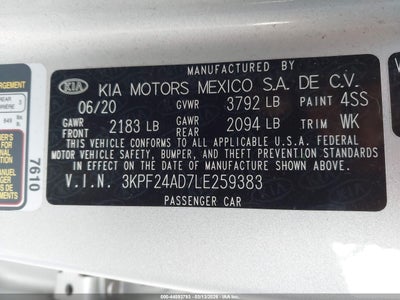 MANUFACTURED BY
KIA KIA MOTORS MEXICO S.A. DE C.V.
06/20 GVWR 3792 LB PAINT 4SS
GAWR FRONT 2183 LB GAWR REAR 2094 LB TRIM WK
THIS VEHICLE CONFORMS TO ALL APPLICABLE U.S.A. FEDERAL
MOTOR VEHICLE SAFETY, BUMPER, AND THEFT PREVENTION STANDARDS
IN EFFECT ON THE DATE OF MANUFACTURE SHOWN ABOVE.
V.I.N. 3KPF24AD7LE259383
PASSENGER CAR
7610